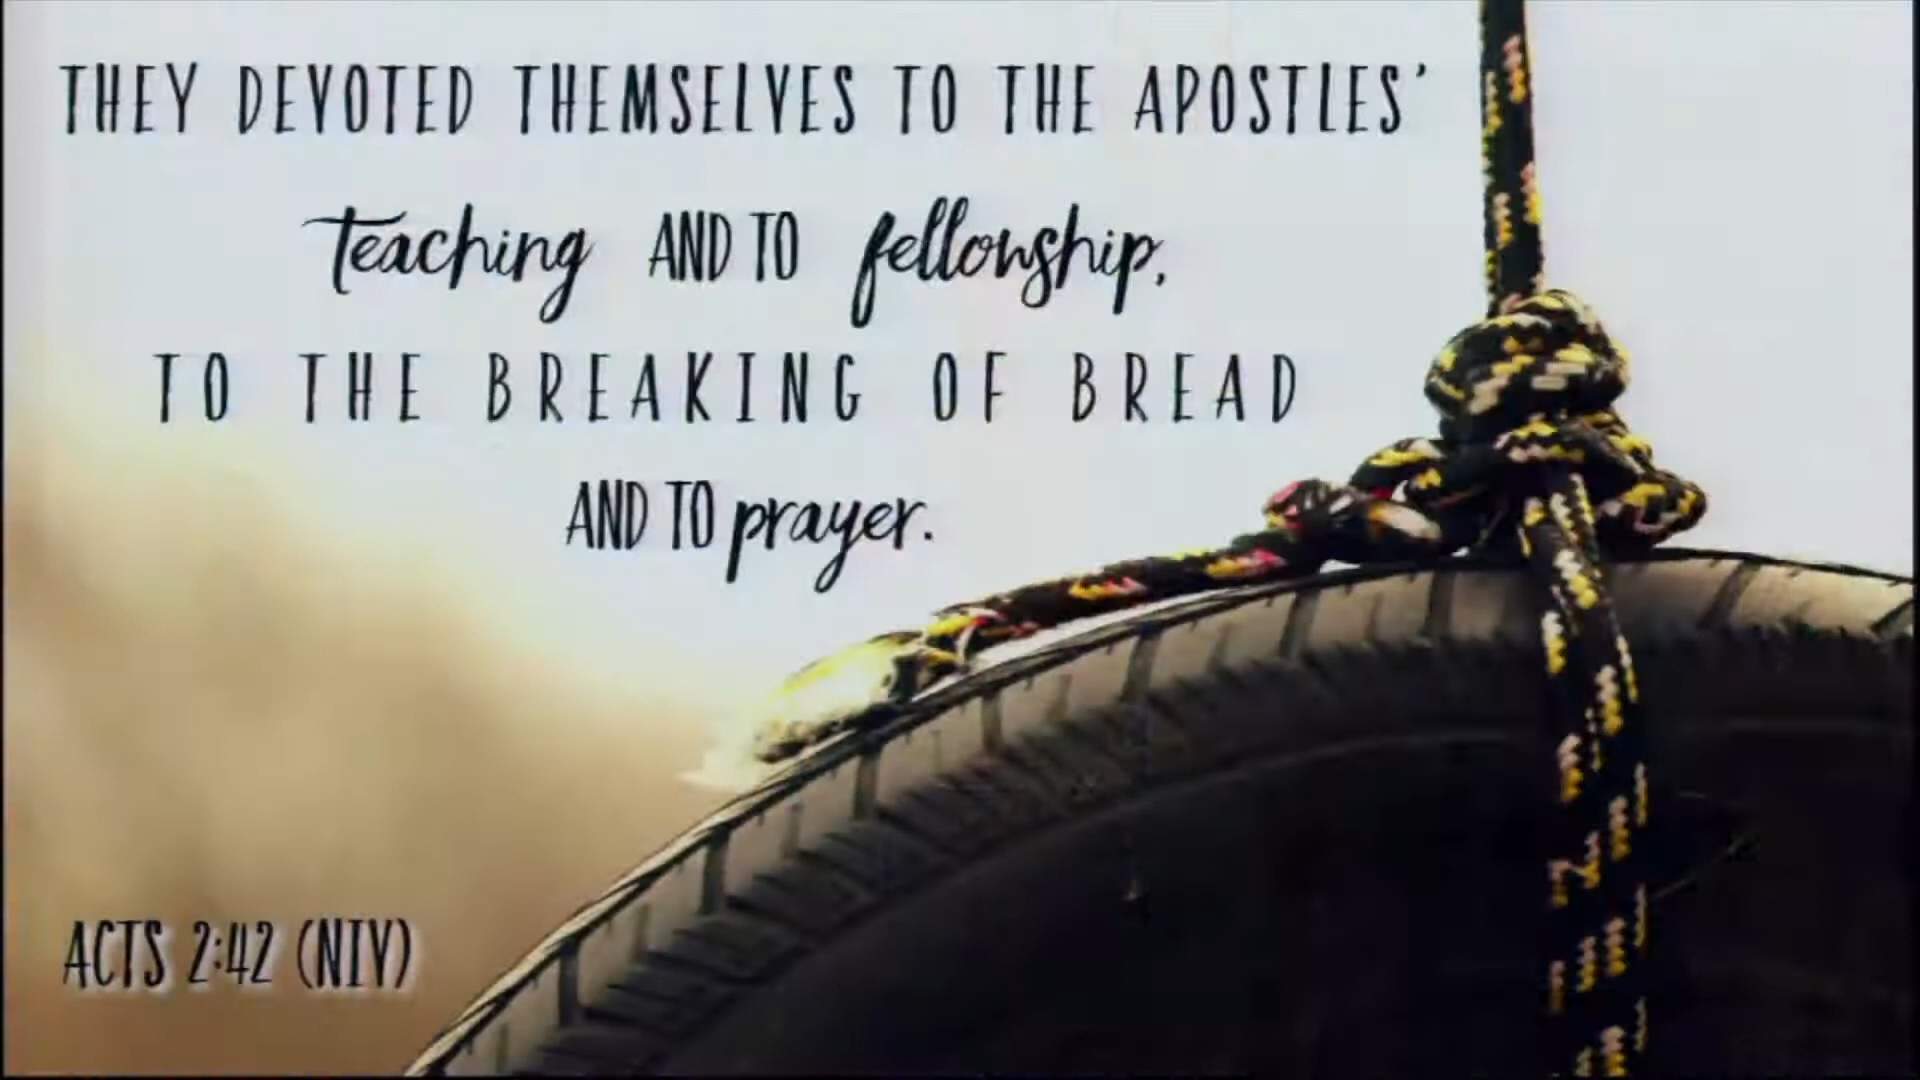 THEY DEVOTED THEMSELVES TO THE APOSTLES'
teaching AND TO fellowship,
TO THE BREAKING OF BREAD
AND TO prayer.
ACTS 2:42 (NIV)